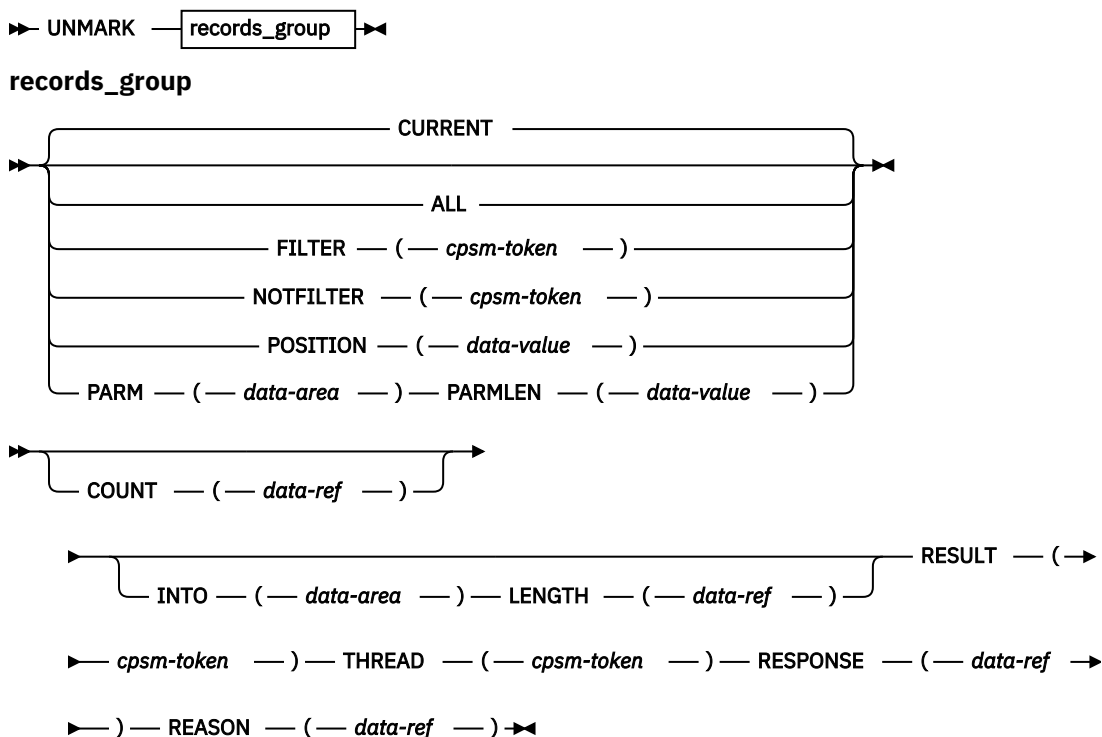 UNMARK records_group
records_group
CURRENT
ALL
FILTER ( cpsm-token )
NOTFILTER ( cpsm-token )
POSITION ( data-value )
PARM ( data-area ) PARMLEN ( data-value )
COUNT ( data-ref )
RESULT (
INTO ( data-area ) LENGTH ( data-ref )
cpsm-token ) THREAD ( cpsm-token ) RESPONSE ( data-ref
) REASON ( data-ref )